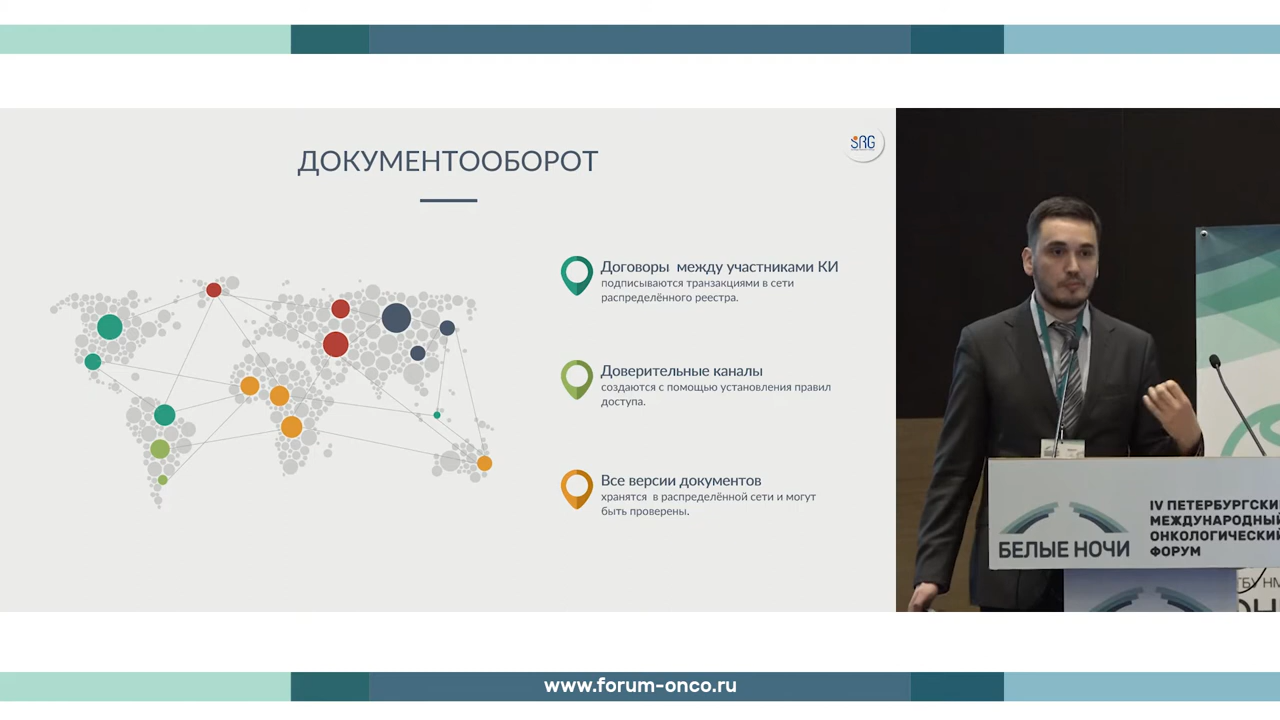 ДОКУМЕНТООБОРОТ
SRG
Договоры между участниками КИ
подписываются транзакциями в сети
распределённого реестра.
Доверительные каналы
создаются с помощью установления правил
доступа.
Все версии документов
хранятся в распределённой сети и могут
быть проверены.
БЕЛЫЕ НОЧИ
IV ПЕТЕРБУРГСКИ
МЕЖДУНАРОДНЫЙ
ОНКОЛОГИЧЕСКИЙ
ФОРУМ
www.forum-onco.ru